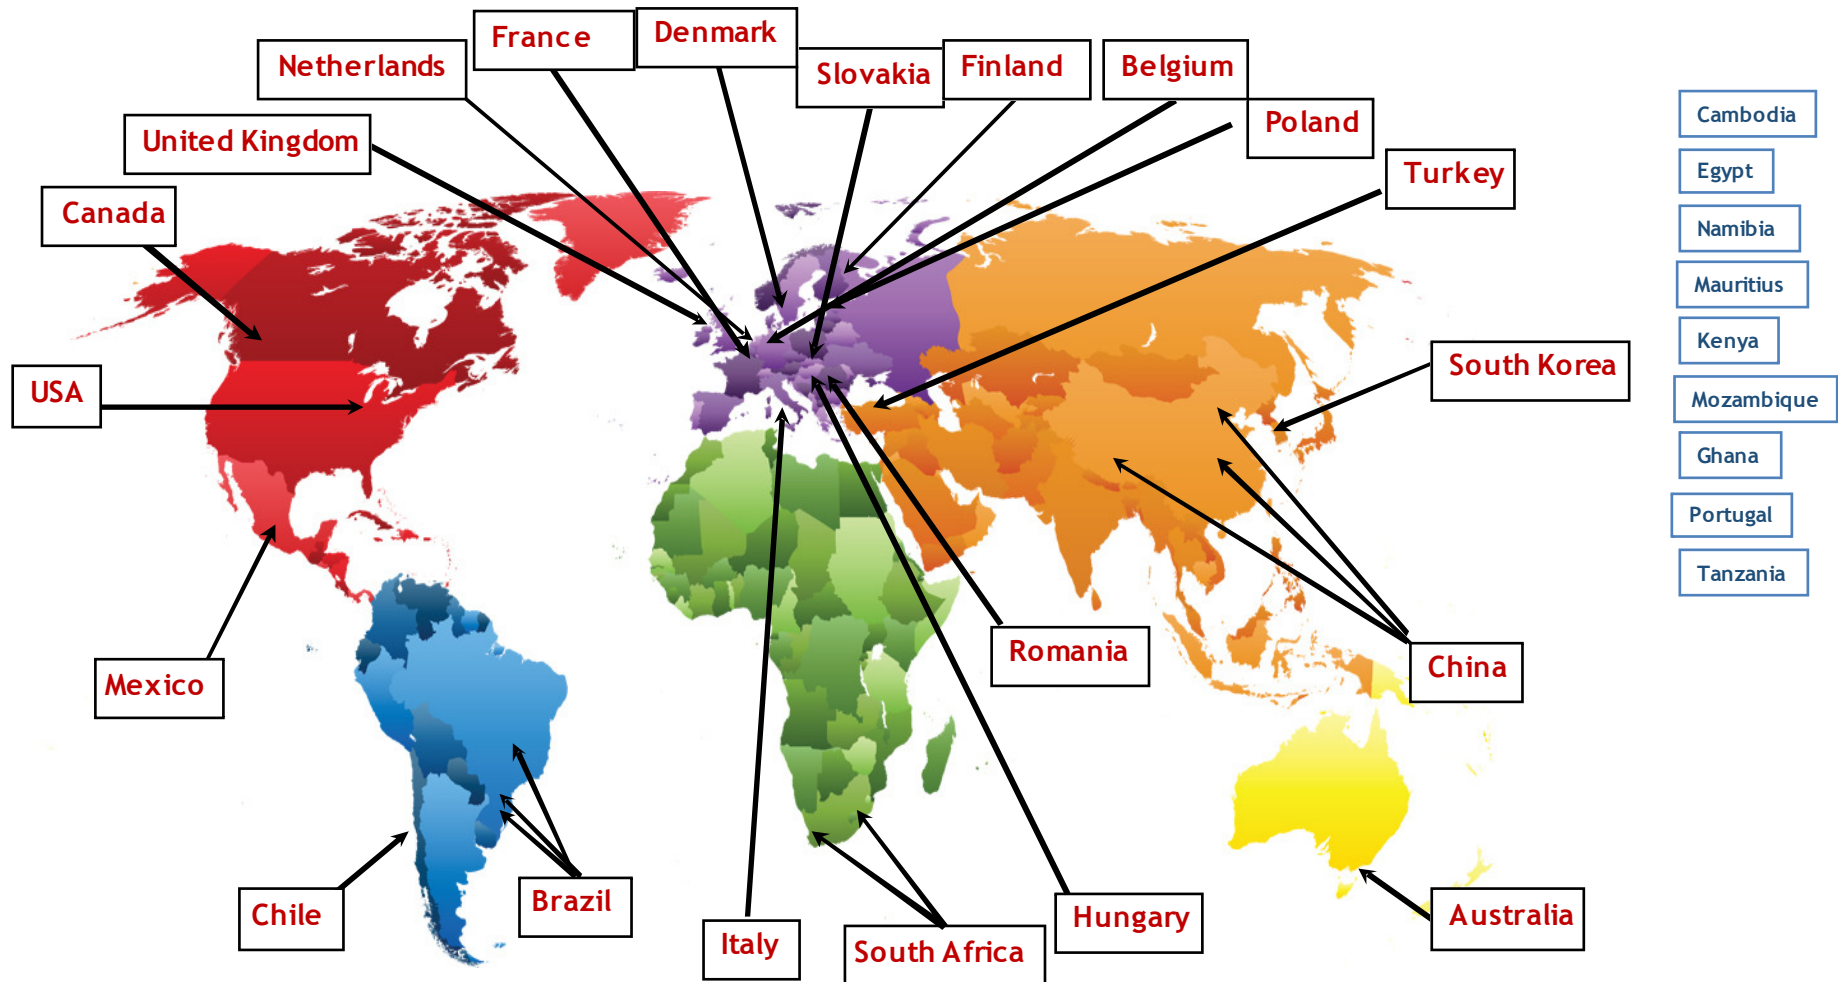 France
Denmark
Netherlands
Slovakia
Finland
Belgium
Poland
United Kingdom
Turkey
Canada
USA
South Korea
Mexico
Romania
China
Chile
Brazil
Italy
South Africa
Hungary
Australia
Cambodia
Egypt
Namibia
Mauritius
Kenya
Mozambique
Ghana
Portugal
Tanzania